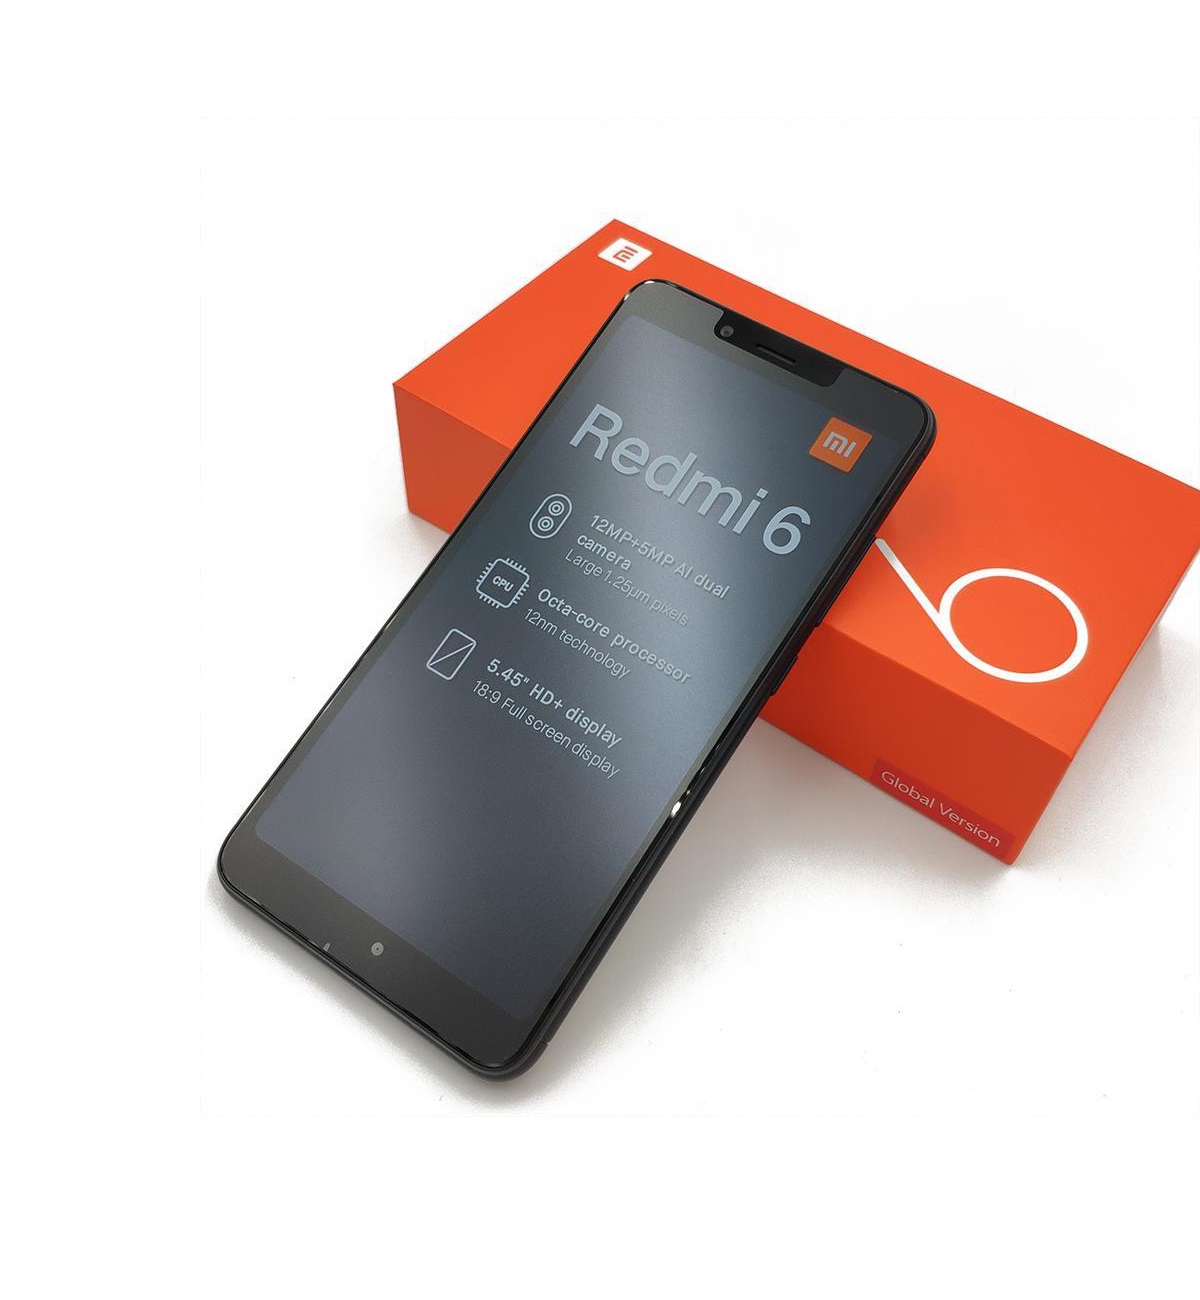 mi
Redmi 6
12MP+5MP AI dual
camera
Large 1.25μm pixels
CPU
Octa-core processor
12nm technology
5.45" HD+ display
18:9 Full screen display
6
Global Version